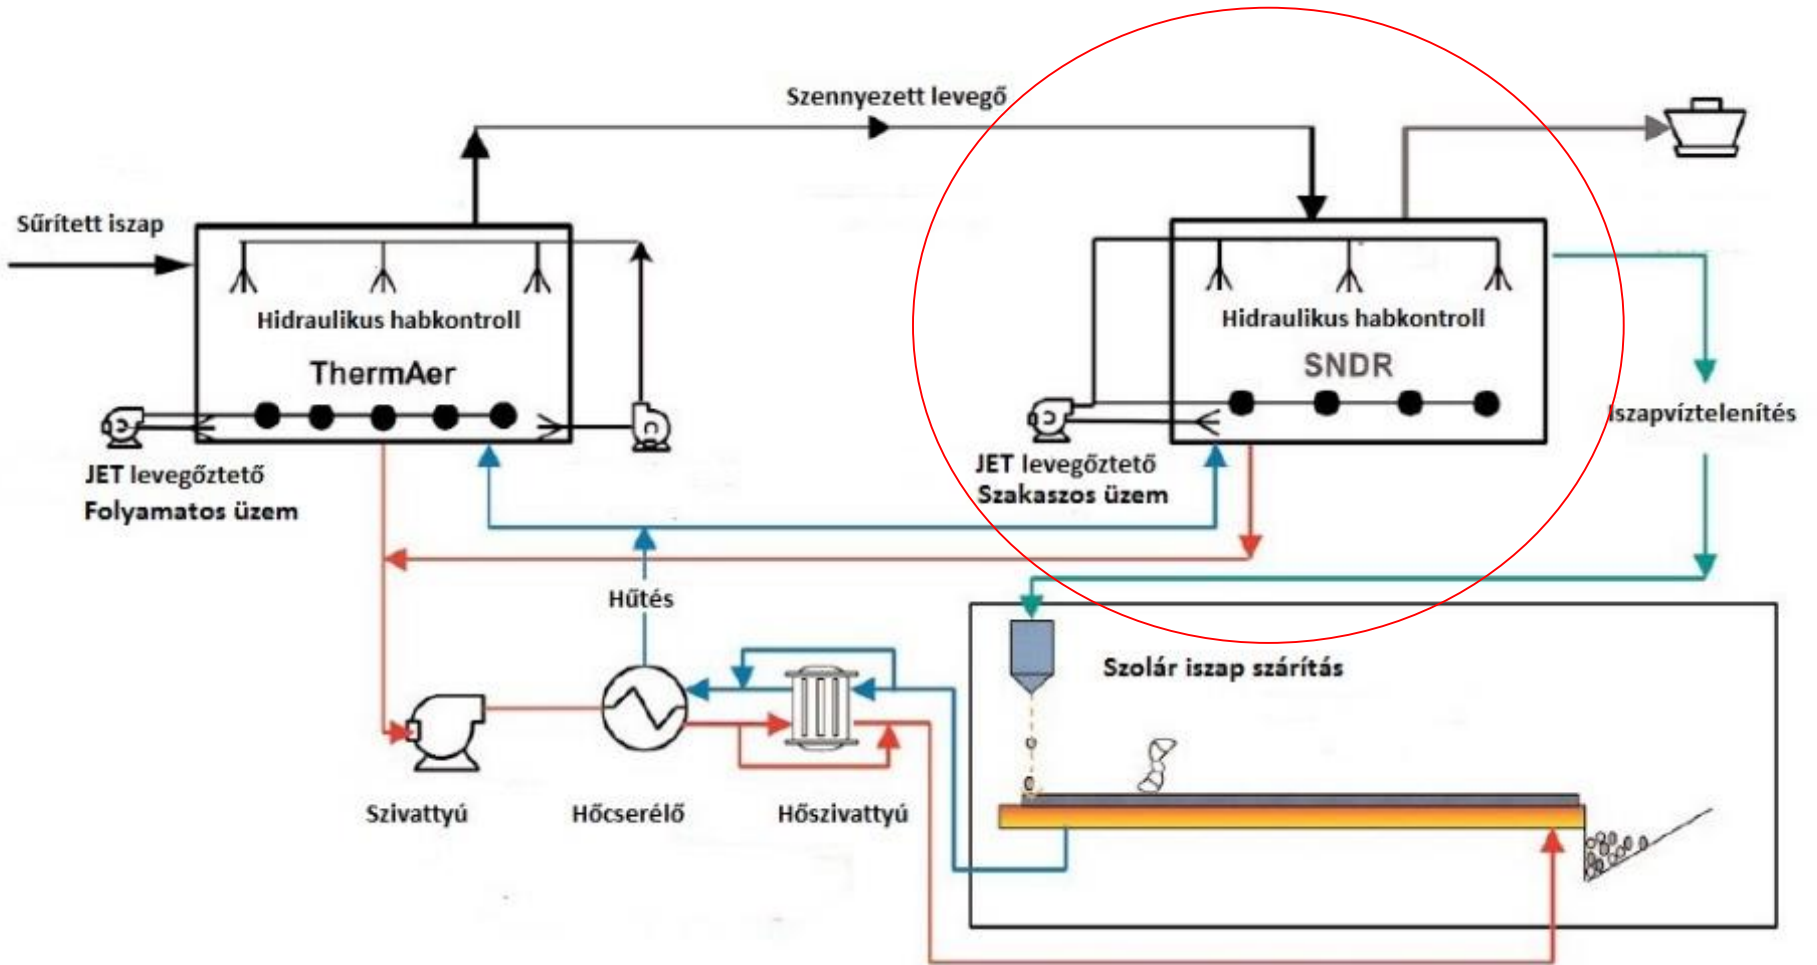 Szennyezett levegő
Sűrített iszap
Hidraulikus habkontroll
ThermAer
JET levegőztető
Folyamatos üzem
Hidraulikus habkontroll
SNDR
JET levegőztető
Szakaszos üzem
Iszapvíztelenítés
Hűtés
Szolár iszap szárítás
Szivattyú
Hőcserélő
Hőszivattyú